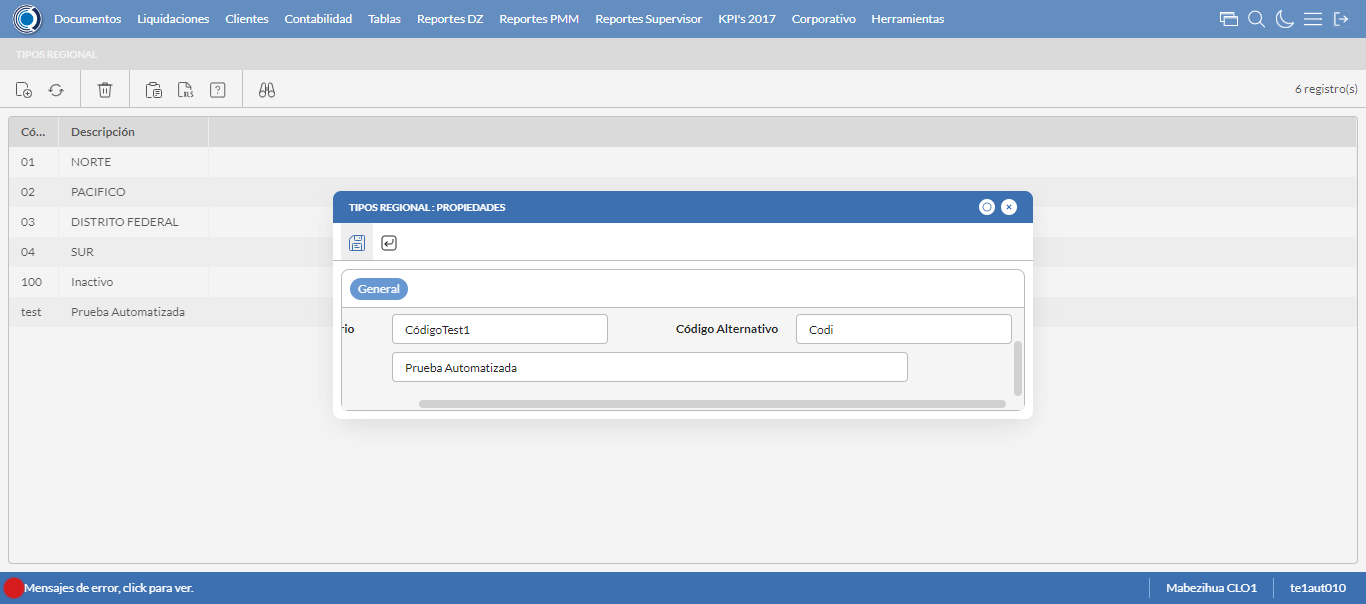 Documentos Liquidaciones Clientes Contabilidad Tablas Reportes DZ Reportes PMM Reportes Supervisor KPI's 2017 Corporativo Herramientas
TIPOS REGIONAL
XLS ? 6 registro(s)
Có... Descripción
01 NORTE
02 PACIFICO
03 DISTRITO FEDERAL
04 SUR
100 Inactivo
test Prueba Automatizada
TIPOS REGIONAL : PROPIEDADES
General
rio CódigoTest1 Código Alternativo Codi
Prueba Automatizada
Mensajes de error, click para ver. Mabezihua CLO1 te1aut010